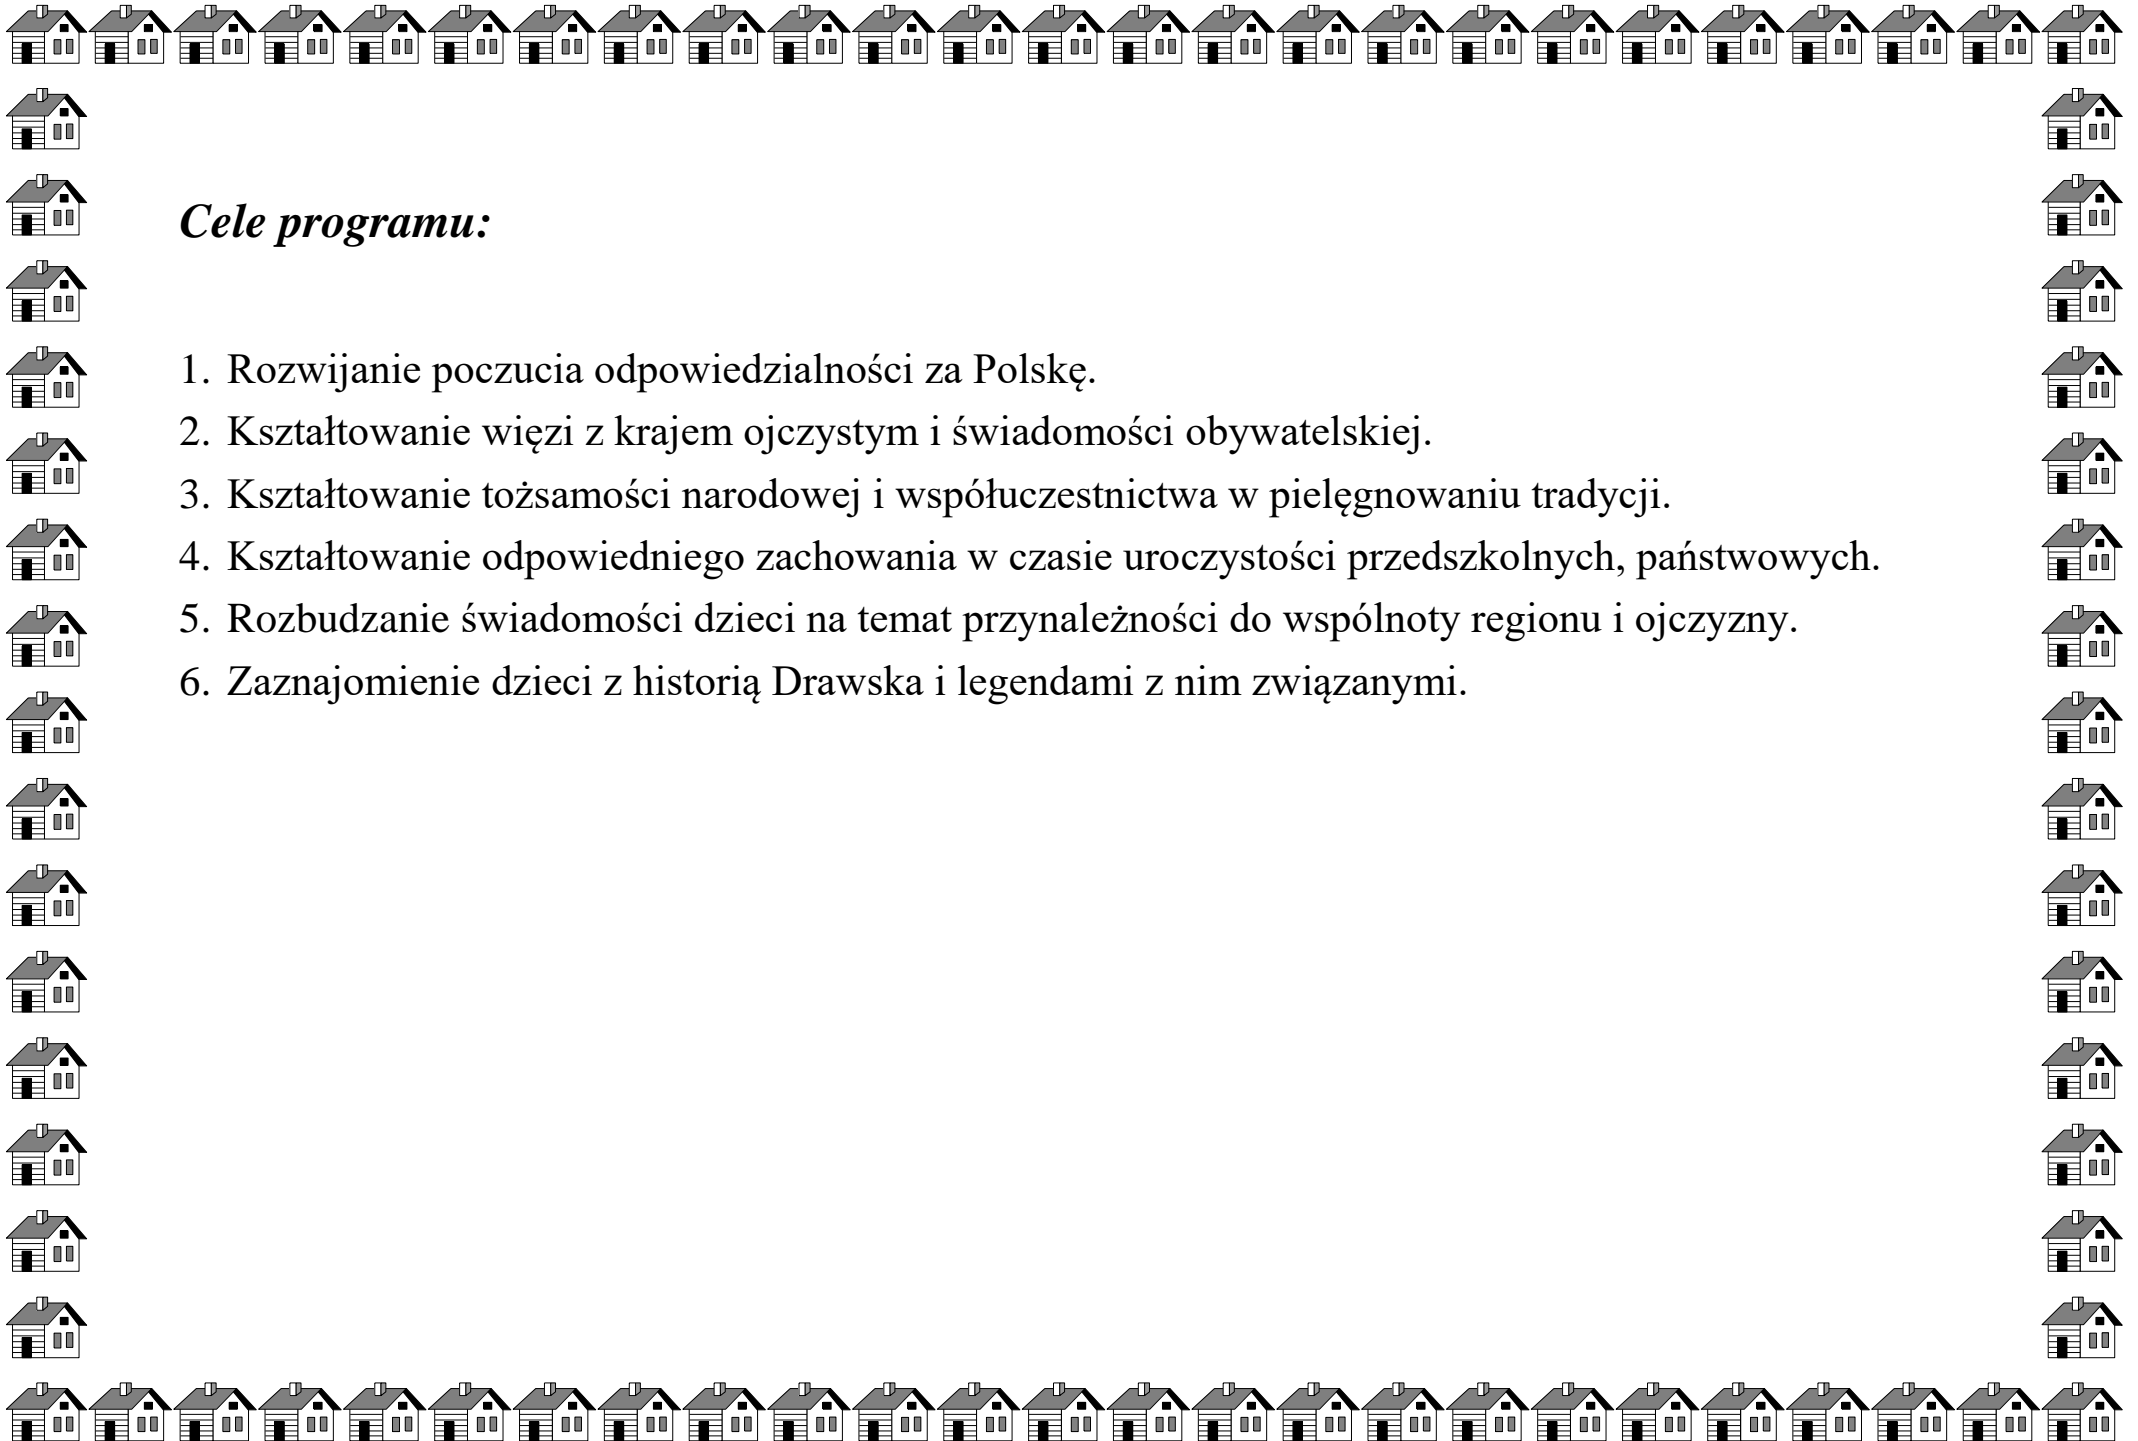 Cele programu:
1. Rozwijanie poczucia odpowiedzialności za Polskę.
2. Kształtowanie więzi z krajem ojczystym i świadomości obywatelskiej.
3. Kształtowanie tożsamości narodowej i współuczestnictwa w pielęgnowaniu tradycji.
4. Kształtowanie odpowiedniego zachowania w czasie uroczystości przedszkolnych, państwowych.
5. Rozbudzanie świadomości dzieci na temat przynależności do wspólnoty regionu i ojczyzny.
6. Zaznajomienie dzieci z historią Drawska i legendami z nim związanymi.